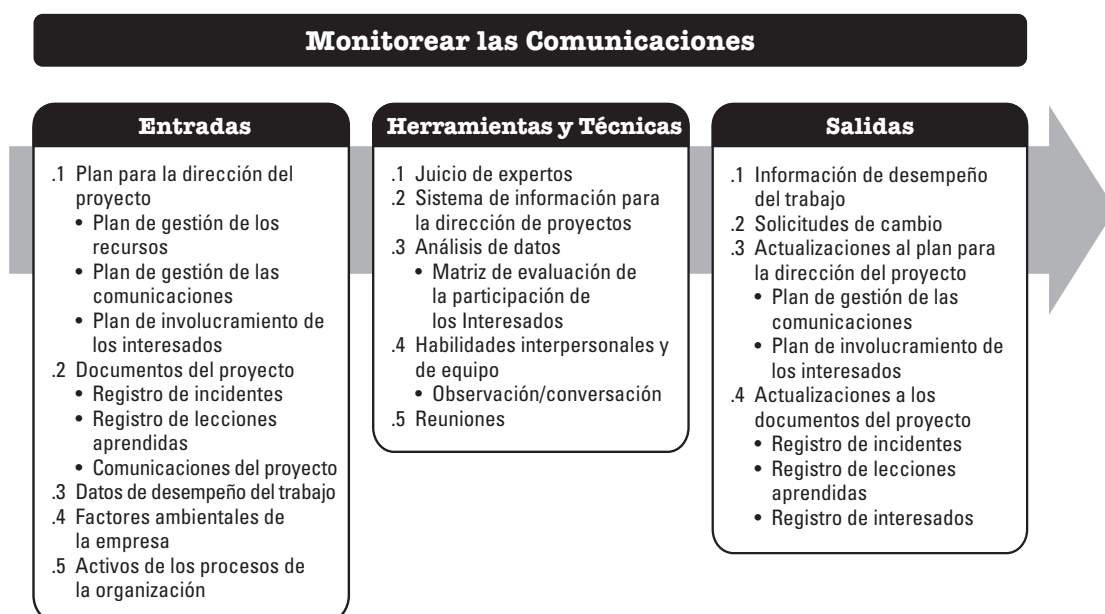 Monitorear las Comunicaciones
Entradas
.1 Plan para la dirección del
proyecto
• Plan de gestión de los
recursos
• Plan de gestión de las
comunicaciones
• Plan de involucramiento de
los interesados
.2 Documentos del proyecto
• Registro de incidentes
• Registro de lecciones
aprendidas
• Comunicaciones del proyecto
.3 Datos de desempeño del trabajo
.4 Factores ambientales de
la empresa
.5 Activos de los procesos de
la organización
Herramientas y Técnicas
.1 Juicio de expertos
.2 Sistema de información para
la dirección de proyectos
.3 Análisis de datos
• Matriz de evaluación de
la participación de
los Interesados
.4 Habilidades interpersonales y
de equipo
• Observación/conversación
.5 Reuniones
Salidas
.1 Información de desempeño
del trabajo
.2 Solicitudes de cambio
.3 Actualizaciones al plan para
la dirección del proyecto
• Plan de gestión de las
comunicaciones
• Plan de involucramiento de
los interesados
.4 Actualizaciones a los
documentos del proyecto
• Registro de incidentes
• Registro de lecciones
aprendidas
• Registro de interesados